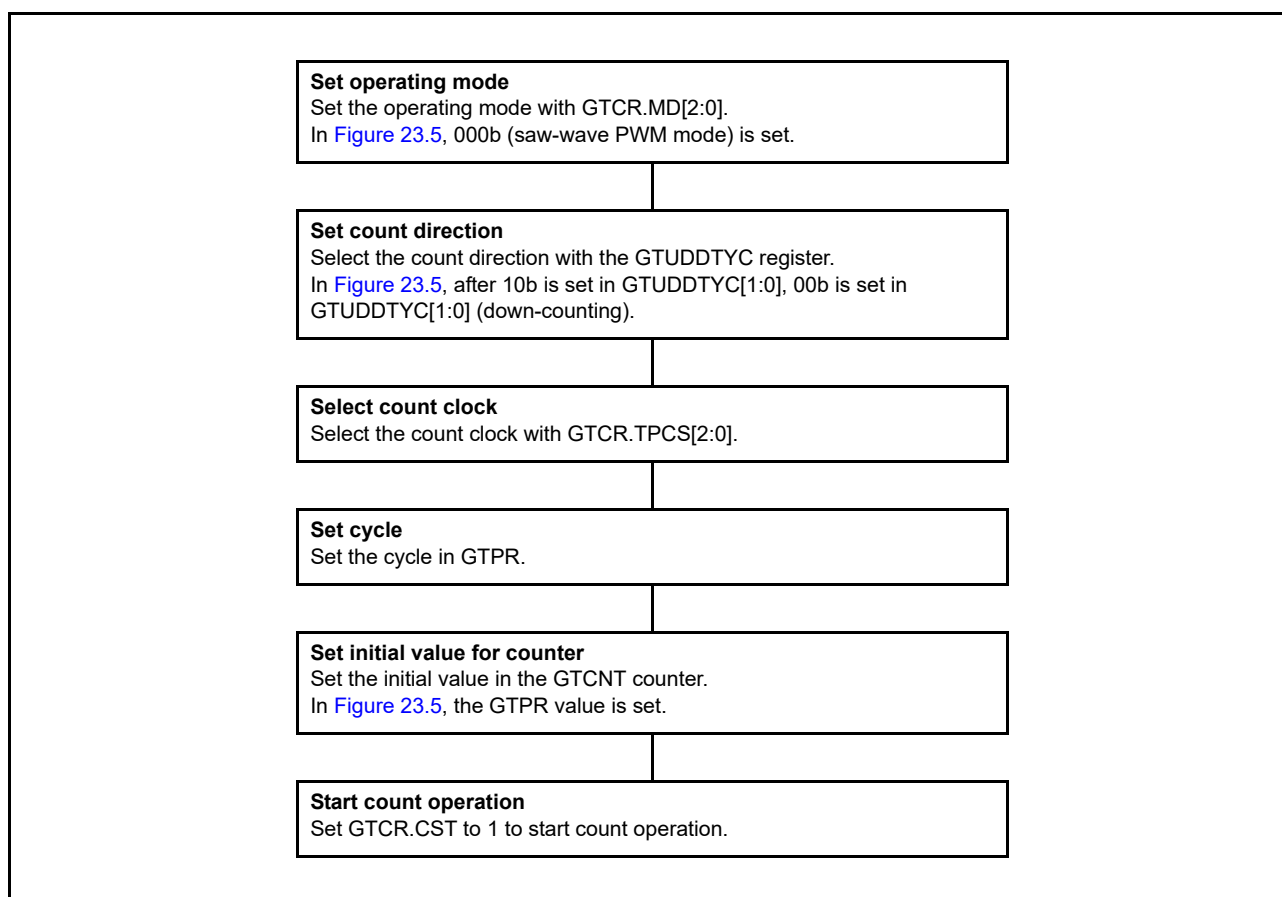 Set operating mode
Set the operating mode with GTCR.MD[2:0].
In Figure 23.5, 000b (saw-wave PWM mode) is set.
Set count direction
Select the count direction with the GTUDDTYC register.
In Figure 23.5, after 10b is set in GTUDDTYC[1:0], 00b is set in
GTUDDTYC[1:0] (down-counting).
Select count clock
Select the count clock with GTCR.TPCS[2:0].
Set cycle
Set the cycle in GTPR.
Set initial value for counter
Set the initial value in the GTCNT counter.
In Figure 23.5, the GTPR value is set.
Start count operation
Set GTCR.CST to 1 to start count operation.